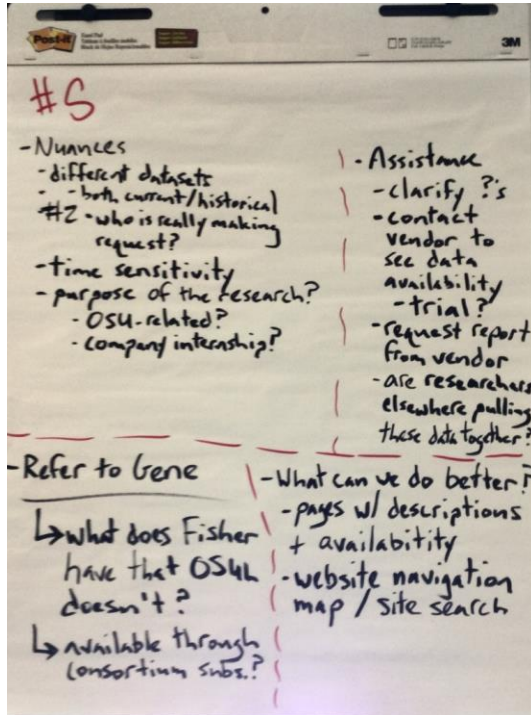 Post-it
3M
#5
- Nuances
- different datasets
- both current/historical
#2 - who is really making
request?
- time sensitivity
- purpose of the research?
- OSU-related?
- company internship?
- Assistance
- clarify ?'s
- contact
vendor to
see data
availability
- trial?
- request report
from vendor
- are researchers
elsewhere pulling
these data together?
- Refer to Gene
↳ what does Fisher
have that OSUL
doesn't?
↳ available through
consortium subs.?
- What can we do better?
- pages w/ descriptions
+ availabitity
- website navigation
map / site search